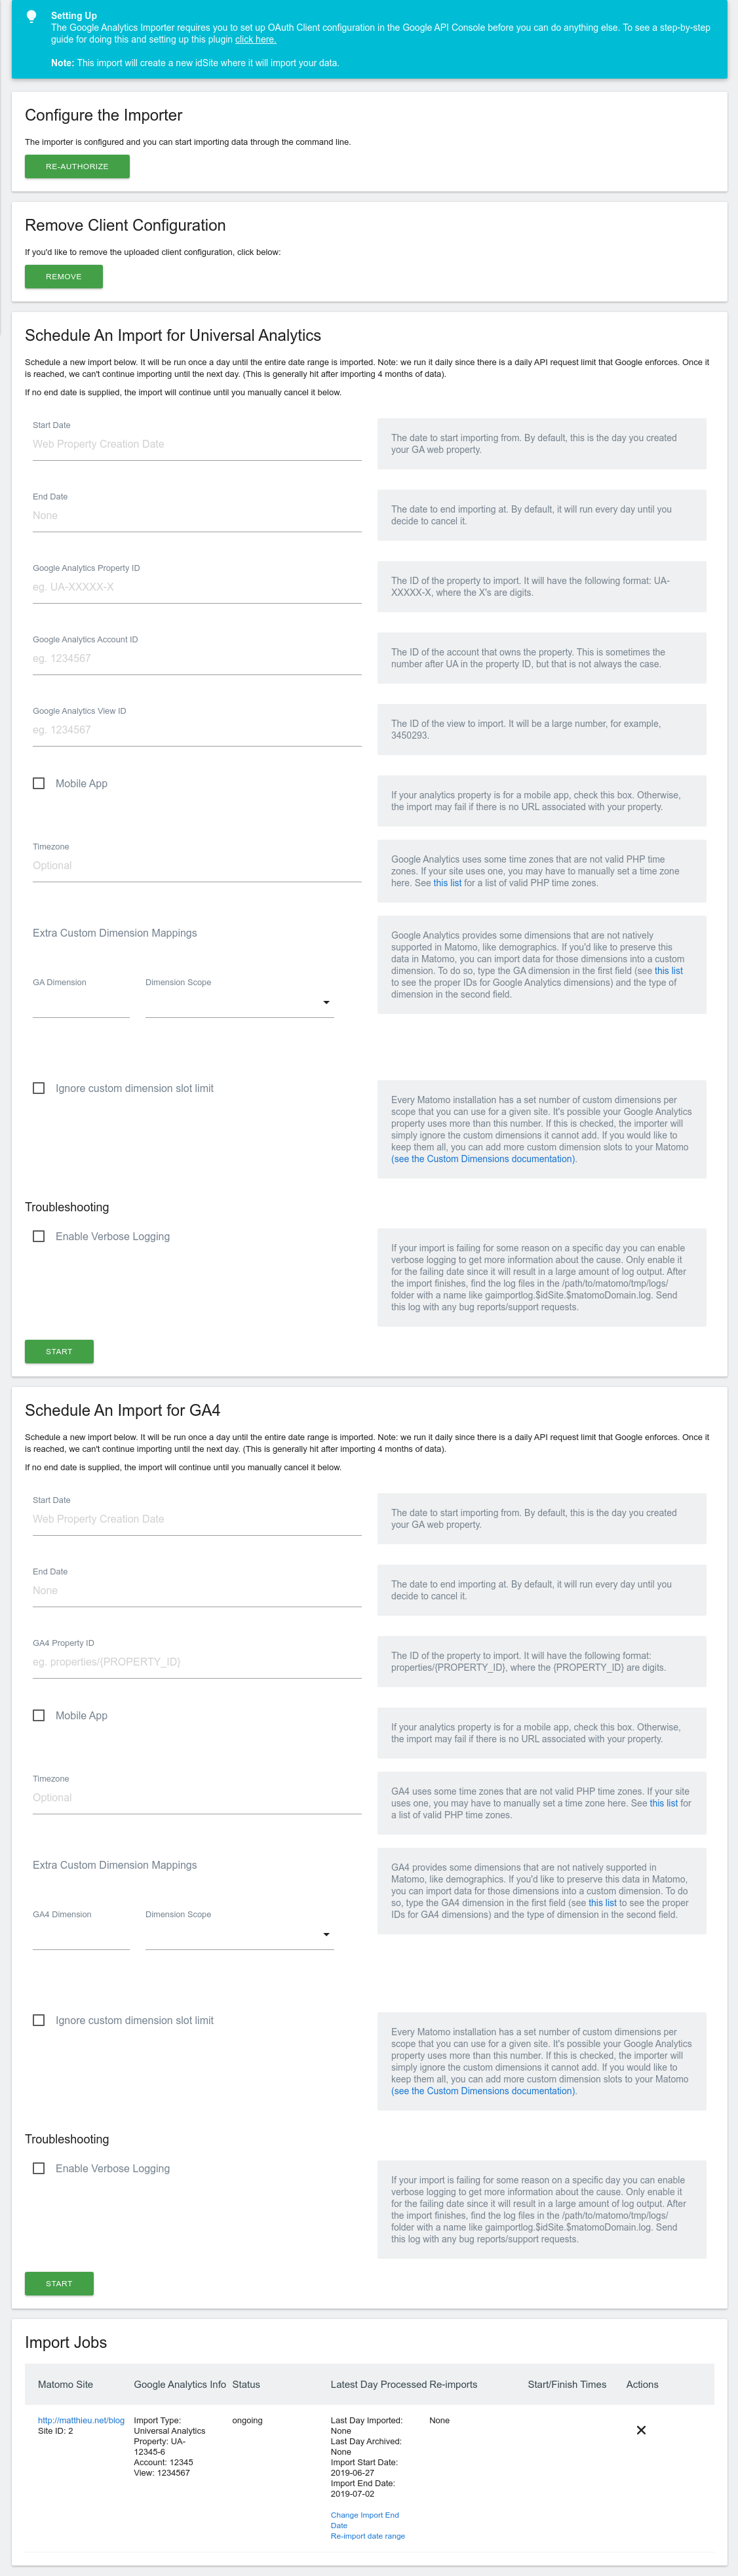 Setting Up
The Google Analytics Importer requires you to set up OAuth Client configuration in the Google API Console before you can do anything else. To see a step-by-step
guide for doing this and setting up this plugin click here.
Note: This import will create a new idSite where it will import your data.
Configure the Importer
The importer is configured and you can start importing data through the command line.
RE-AUTHORIZE
Remove Client Configuration
If you'd like to remove the uploaded client configuration, click below:
REMOVE
Schedule An Import for Universal Analytics
Schedule a new import below. It will be run once a day until the entire date range is imported. Note: we run it daily since there is a daily API request limit that Google enforces. Once it
is reached, we can't continue importing until the next day. (This is generally hit after importing 4 months of data).
If no end date is supplied, the import will continue until you manually cancel it below.
Start Date
Web Property Creation Date
The date to start importing from. By default, this is the day you created
your GA web property.
End Date
None
The date to end importing at. By default, it will run every day until you
decide to cancel it.
Google Analytics Property ID
eg. UA-XXXXX-X
The ID of the property to import. It will have the following format: UA-
XXXXX-X, where the X's are digits.
Google Analytics Account ID
eg. 1234567
The ID of the account that owns the property. This is sometimes the
number after UA in the property ID, but that is not always the case.
Google Analytics View ID
eg. 1234567
The ID of the view to import. It will be a large number, for example,
3450293.
Mobile App
If your analytics property is for a mobile app, check this box. Otherwise,
the import may fail if there is no URL associated with your property.
Timezone
Optional
Google Analytics uses some time zones that are not valid PHP time
zones. If your site uses one, you may have to manually set a time zone
here. See this list for a list of valid PHP time zones.
Extra Custom Dimension Mappings
GA Dimension
Dimension Scope
Google Analytics provides some dimensions that are not natively
supported in Matomo, like demographics. If you'd like to preserve this
data in Matomo, you can import data for those dimensions into a custom
dimension. To do so, type the GA dimension in the first field (see this list
to see the proper IDs for Google Analytics dimensions) and the type of
dimension in the second field.
Ignore custom dimension slot limit
Every Matomo installation has a set number of custom dimensions per
scope that you can use for a given site. It's possible your Google Analytics
property uses more than this number. If this is checked, the importer will
simply ignore the custom dimensions it cannot add. If you would like to
keep them all, you can add more custom dimension slots to your Matomo
(see the Custom Dimensions documentation).
Troubleshooting
Enable Verbose Logging
If your import is failing for some reason on a specific day you can enable
verbose logging to get more information about the cause. Only enable it
for the failing date since it will result in a large amount of log output. After
the import finishes, find the log files in the /path/to/matomo/tmp/logs/
folder with a name like gaimportlog.$idSite.$matomoDomain.log. Send
this log with any bug reports/support requests.
START
Schedule An Import for GA4
Schedule a new import below. It will be run once a day until the entire date range is imported. Note: we run it daily since there is a daily API request limit that Google enforces. Once it
is reached, we can't continue importing until the next day. (This is generally hit after importing 4 months of data).
If no end date is supplied, the import will continue until you manually cancel it below.
Start Date
Web Property Creation Date
The date to start importing from. By default, this is the day you created
your GA web property.
End Date
None
The date to end importing at. By default, it will run every day until you
decide to cancel it.
GA4 Property ID
eg. properties/{PROPERTY_ID}
The ID of the property to import. It will have the following format:
properties/{PROPERTY_ID}, where the {PROPERTY_ID} are digits.
Mobile App
If your analytics property is for a mobile app, check this box. Otherwise,
the import may fail if there is no URL associated with your property.
Timezone
Optional
GA4 uses some time zones that are not valid PHP time zones. If your site
uses one, you may have to manually set a time zone here. See this list for
a list of valid PHP time zones.
Extra Custom Dimension Mappings
GA4 Dimension
Dimension Scope
GA4 provides some dimensions that are not natively supported in
Matomo, like demographics. If you'd like to preserve this data in Matomo,
you can import data for those dimensions into a custom dimension. To do
so, type the GA4 dimension in the first field (see this list to see the proper
IDs for GA4 dimensions) and the type of dimension in the second field.
Ignore custom dimension slot limit
Every Matomo installation has a set number of custom dimensions per
scope that you can use for a given site. It's possible your Google Analytics
property uses more than this number. If this is checked, the importer will
simply ignore the custom dimensions it cannot add. If you would like to
keep them all, you can add more custom dimension slots to your Matomo
(see the Custom Dimensions documentation).
Troubleshooting
Enable Verbose Logging
If your import is failing for some reason on a specific day you can enable
verbose logging to get more information about the cause. Only enable it
for the failing date since it will result in a large amount of log output. After
the import finishes, find the log files in the /path/to/matomo/tmp/logs/
folder with a name like gaimportlog.$idSite.$matomoDomain.log. Send
this log with any bug reports/support requests.
START
Import Jobs
Matomo Site Google Analytics Info Status Latest Day Processed Re-imports Start/Finish Times Actions
http://matthieu.net/blog
Site ID: 2
Import Type:
Universal Analytics
Property: UA-
12345-6
Account: 12345
View: 1234567
ongoing
Last Day Imported:
None
Last Day Archived:
None
Import Start Date:
2019-06-27
Import End Date:
2019-07-02
Change Import End
Date
Re-import date range
None